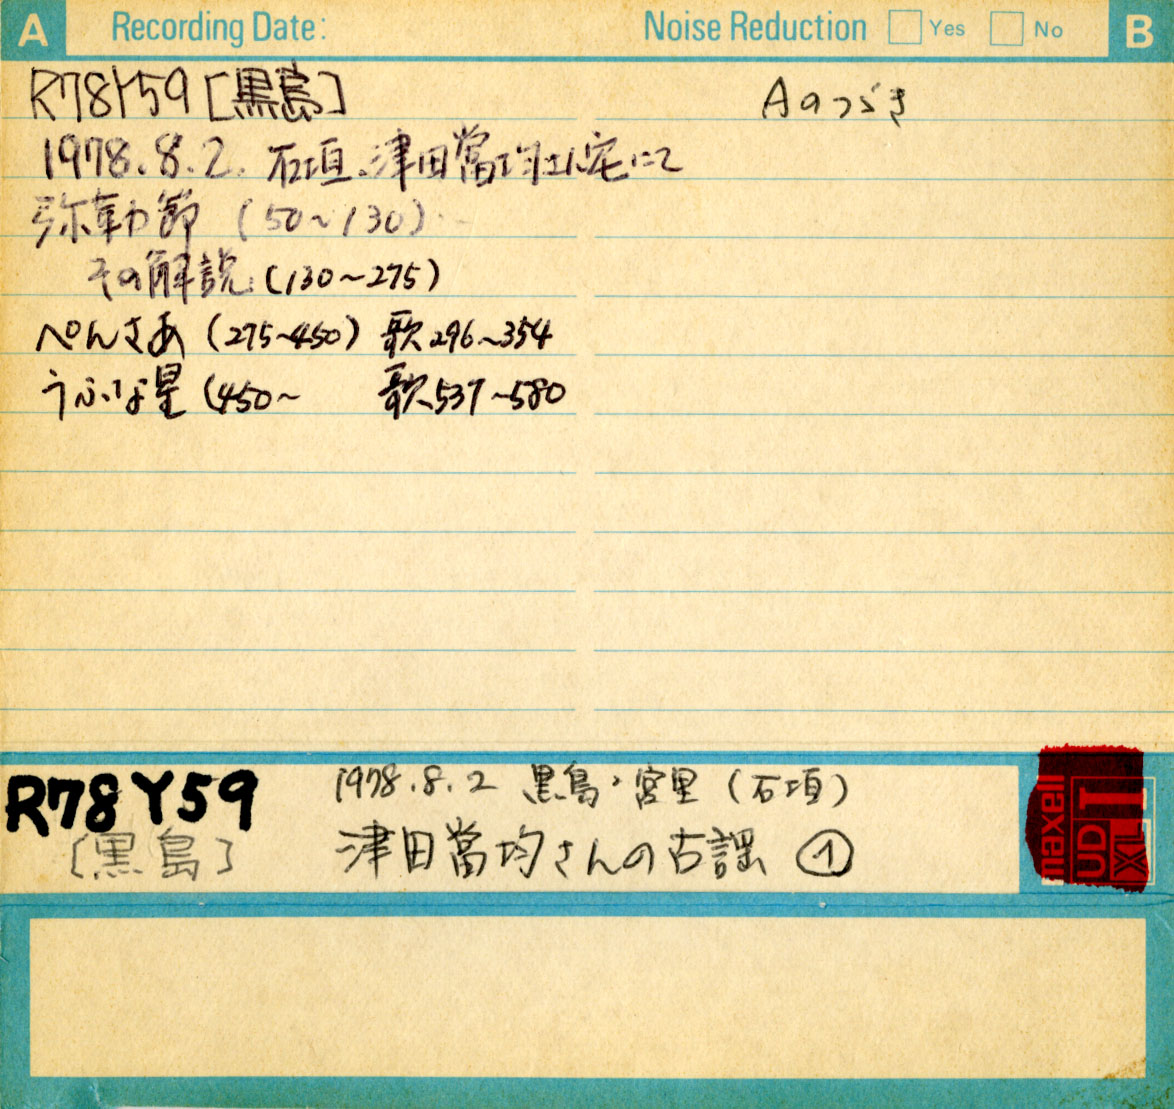 A Recording Date: Noise Reduction Yes No B
R78Y59 [黒島]
1978.8.2. 石垣、津田當均さん宅にて
弥勒節 (50~130)
その解説 (130~275)
ぺんさあ (275~450) 歌296~354
うふなー星 (450~ 歌537~580
Aのつづき
R78Y59
[黒島]
1978.8.2 黒島・宮里 (石垣)
津田當均さんの古謡 ①
maxell
UD
XL I